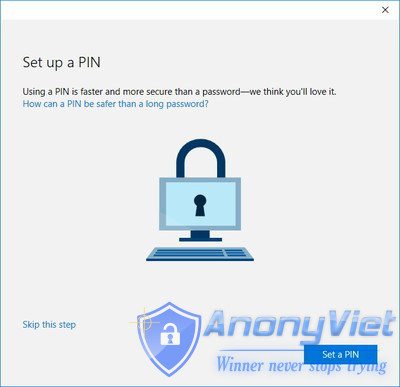 Set up a PIN
Using a PIN is faster and more secure than a password—we think you'll love it.
How can a PIN be safer than a long password?
Skip this step
AnonyViet
Set a PIN
Winner never stops trying